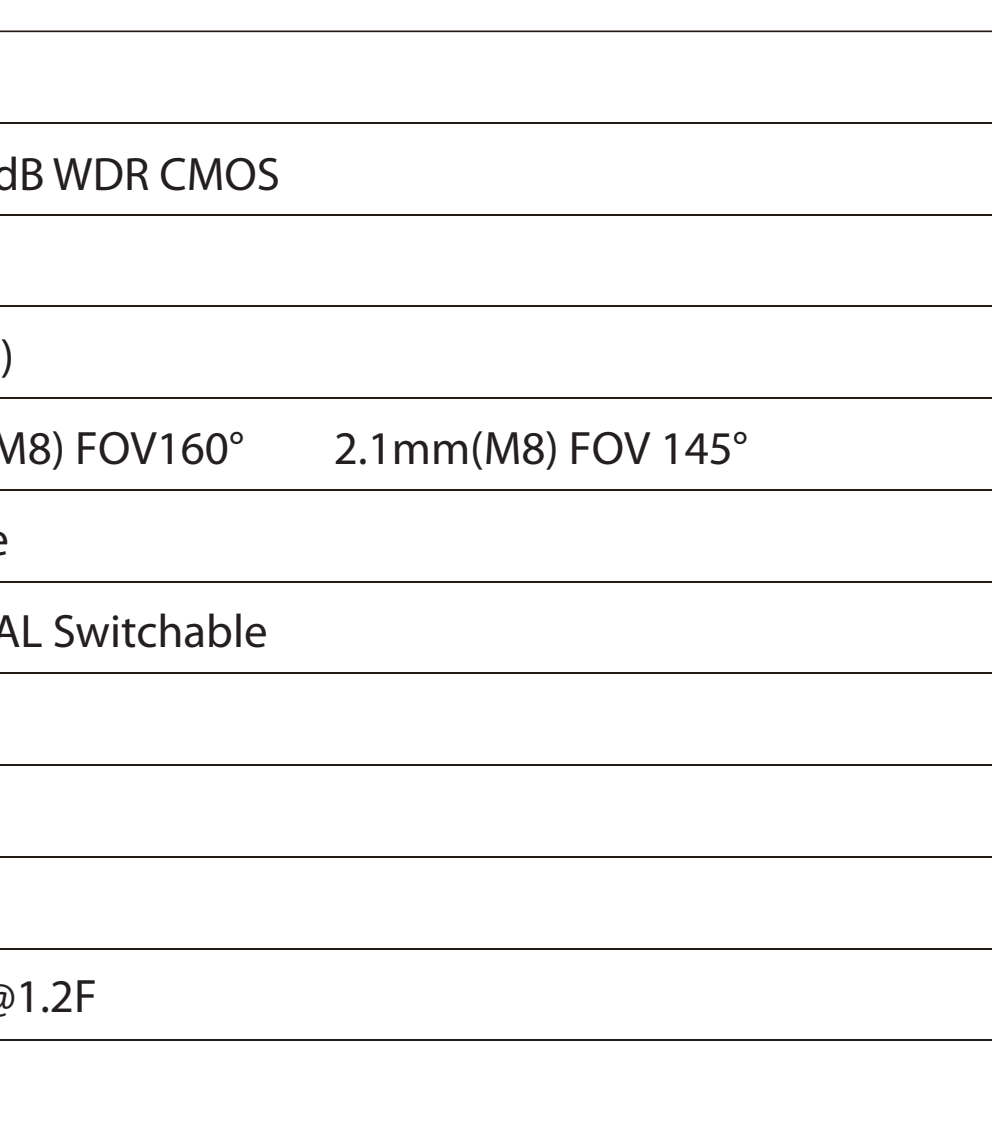 dB WDR CMOS
)
M8) FOV160° 2.1mm(M8) FOV 145°
e
AL Switchable
@1.2F